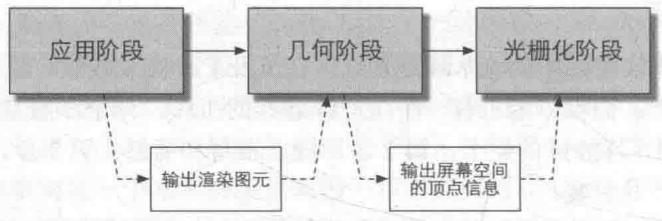 应用阶段
几何阶段
光栅化阶段
输出渲染图元
输出屏幕空间
的顶点信息